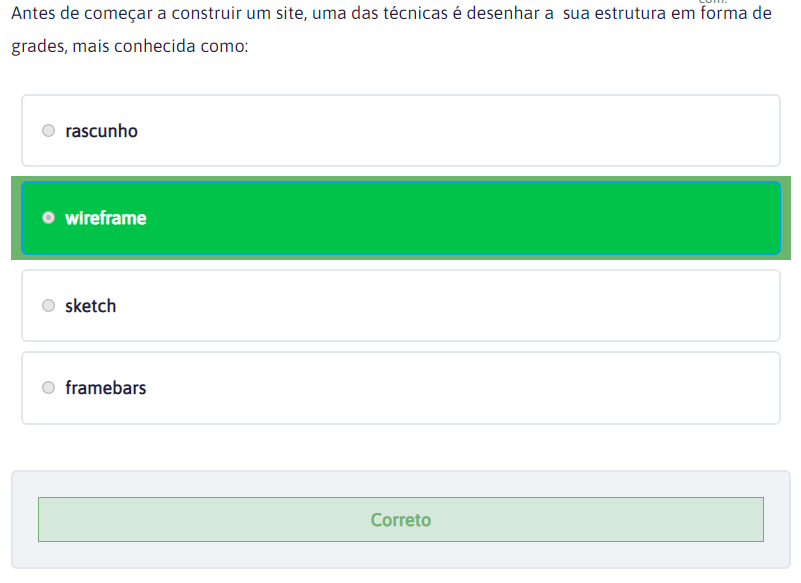 Antes de começar a construir um site, uma das técnicas é desenhar a  sua estrutura em forma de
grades, mais conhecida como:
rascunho
wireframe
sketch
framebars
Correto